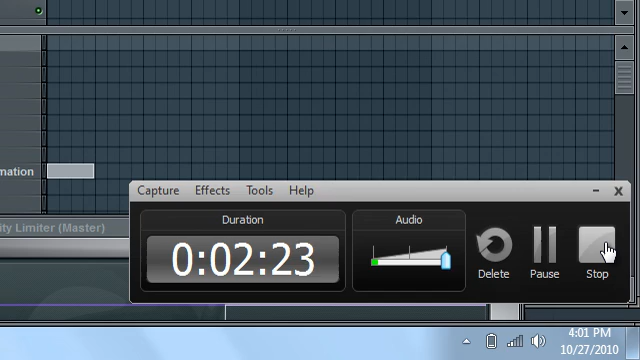 mation
Capture Effects Tools Help
Duration
Audio
0:02:23
Delete
Pause
Stop
ity Limiter (Master)
4:01 PM
10/27/2010